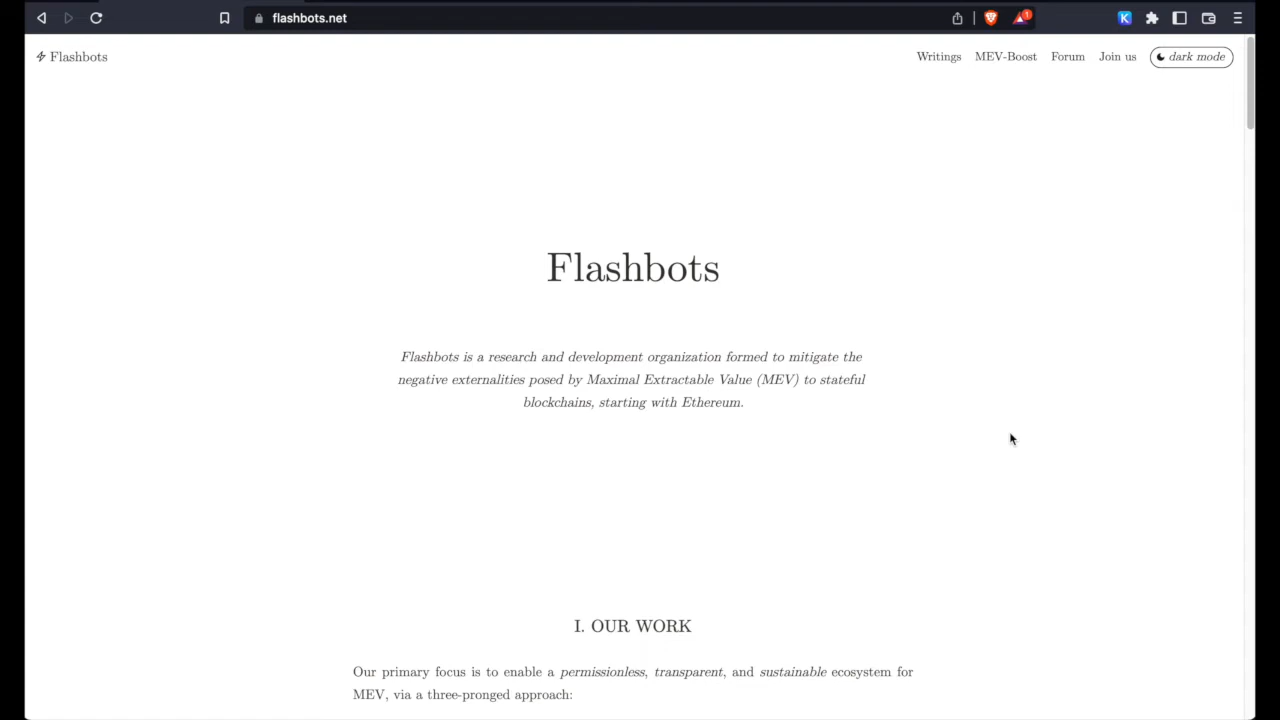 flashbots.net
1
K
Flashbots
Writings MEV-Boost Forum Join us dark mode
Flashbots
Flashbots is a research and development organization formed to mitigate the
negative externalities posed by Maximal Extractable Value (MEV) to stateful
blockchains, starting with Ethereum.
I. OUR WORK
Our primary focus is to enable a permissionless, transparent, and sustainable ecosystem for
MEV, via a three-pronged approach: